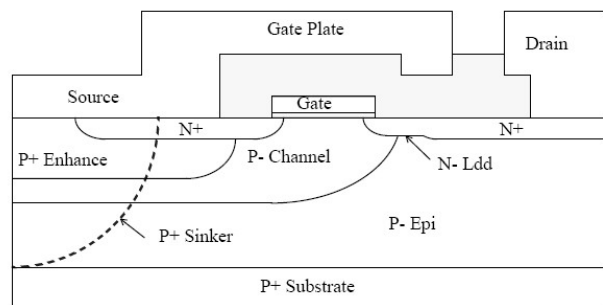 Gate Plate
Drain
Source
Gate
N+
N+
P+ Enhance
P- Channel
N- Ldd
P+ Sinker
P- Epi
P+ Substrate